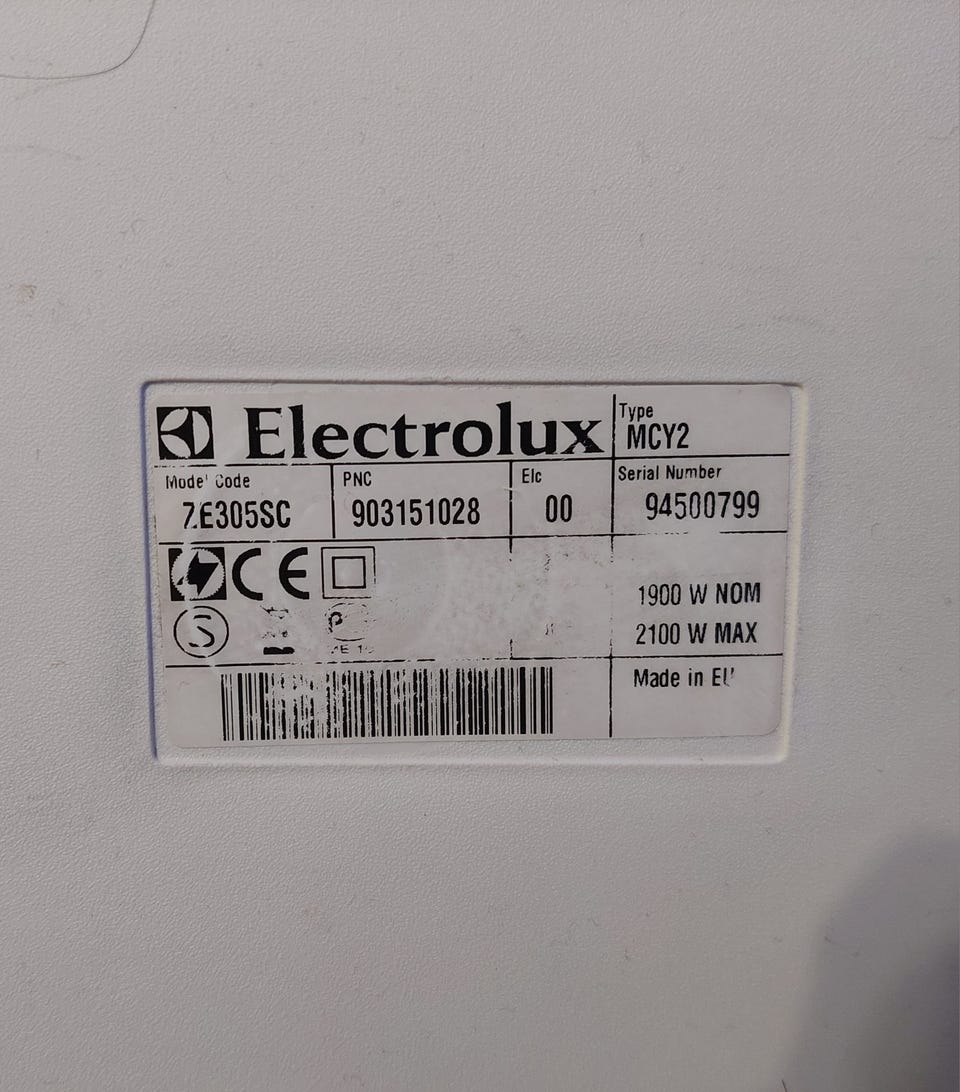 Electrolux
Type
MCY2
Model Code
ZE305SC
PNC
903151028
Elc
00
Serial Number
94500799
CE
S
1900 W NOM
2100 W MAX
Made in EU